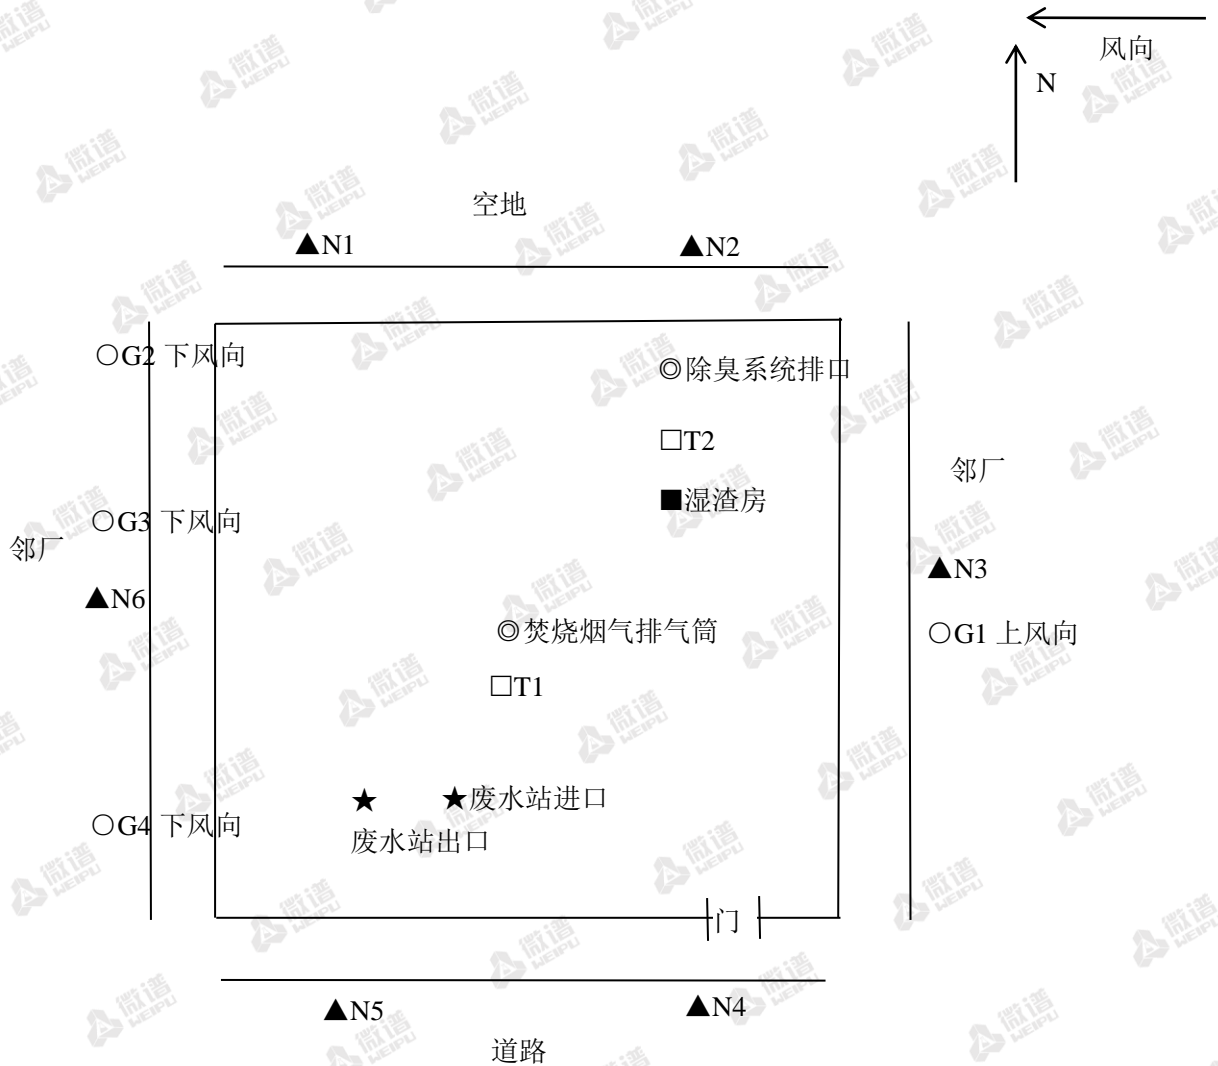 风向
N
空地
▲N1
▲N2
○G2 下风向
◎除臭系统排口
□T2
邻厂
■湿渣房
○G3 下风向
邻厂
▲N3
▲N6
◎焚烧烟气排气筒
○G1 上风向
□T1
★
★废水站进口
○G4 下风向
废水站出口
门
▲N5
▲N4
道路
微谱
WEIPU